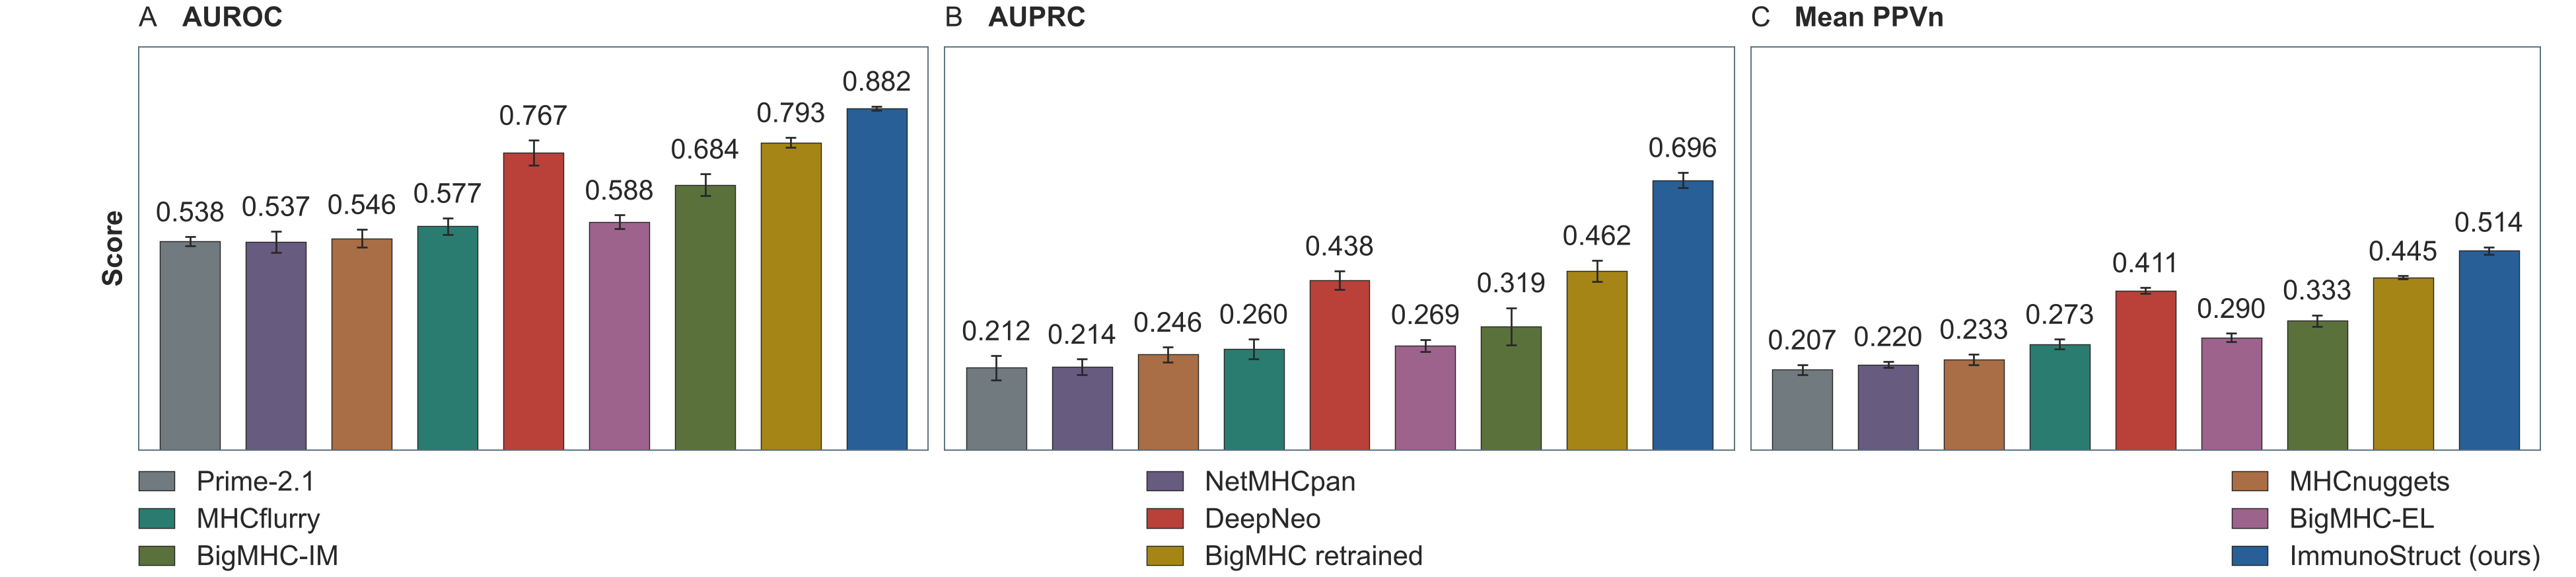 A AUROC
B AUPRC
C Mean PPVn
Score
0.538
0.537
0.546
0.577
0.767
0.588
0.684
0.793
0.882
0.212
0.214
0.246
0.260
0.438
0.269
0.319
0.462
0.696
0.207
0.220
0.233
0.273
0.411
0.290
0.333
0.445
0.514
Prime-2.1
MHCflurry
BigMHC-IM
NetMHCpan
DeepNeo
BigMHC retrained
MHCnuggets
BigMHC-EL
ImmunoStruct (ours)